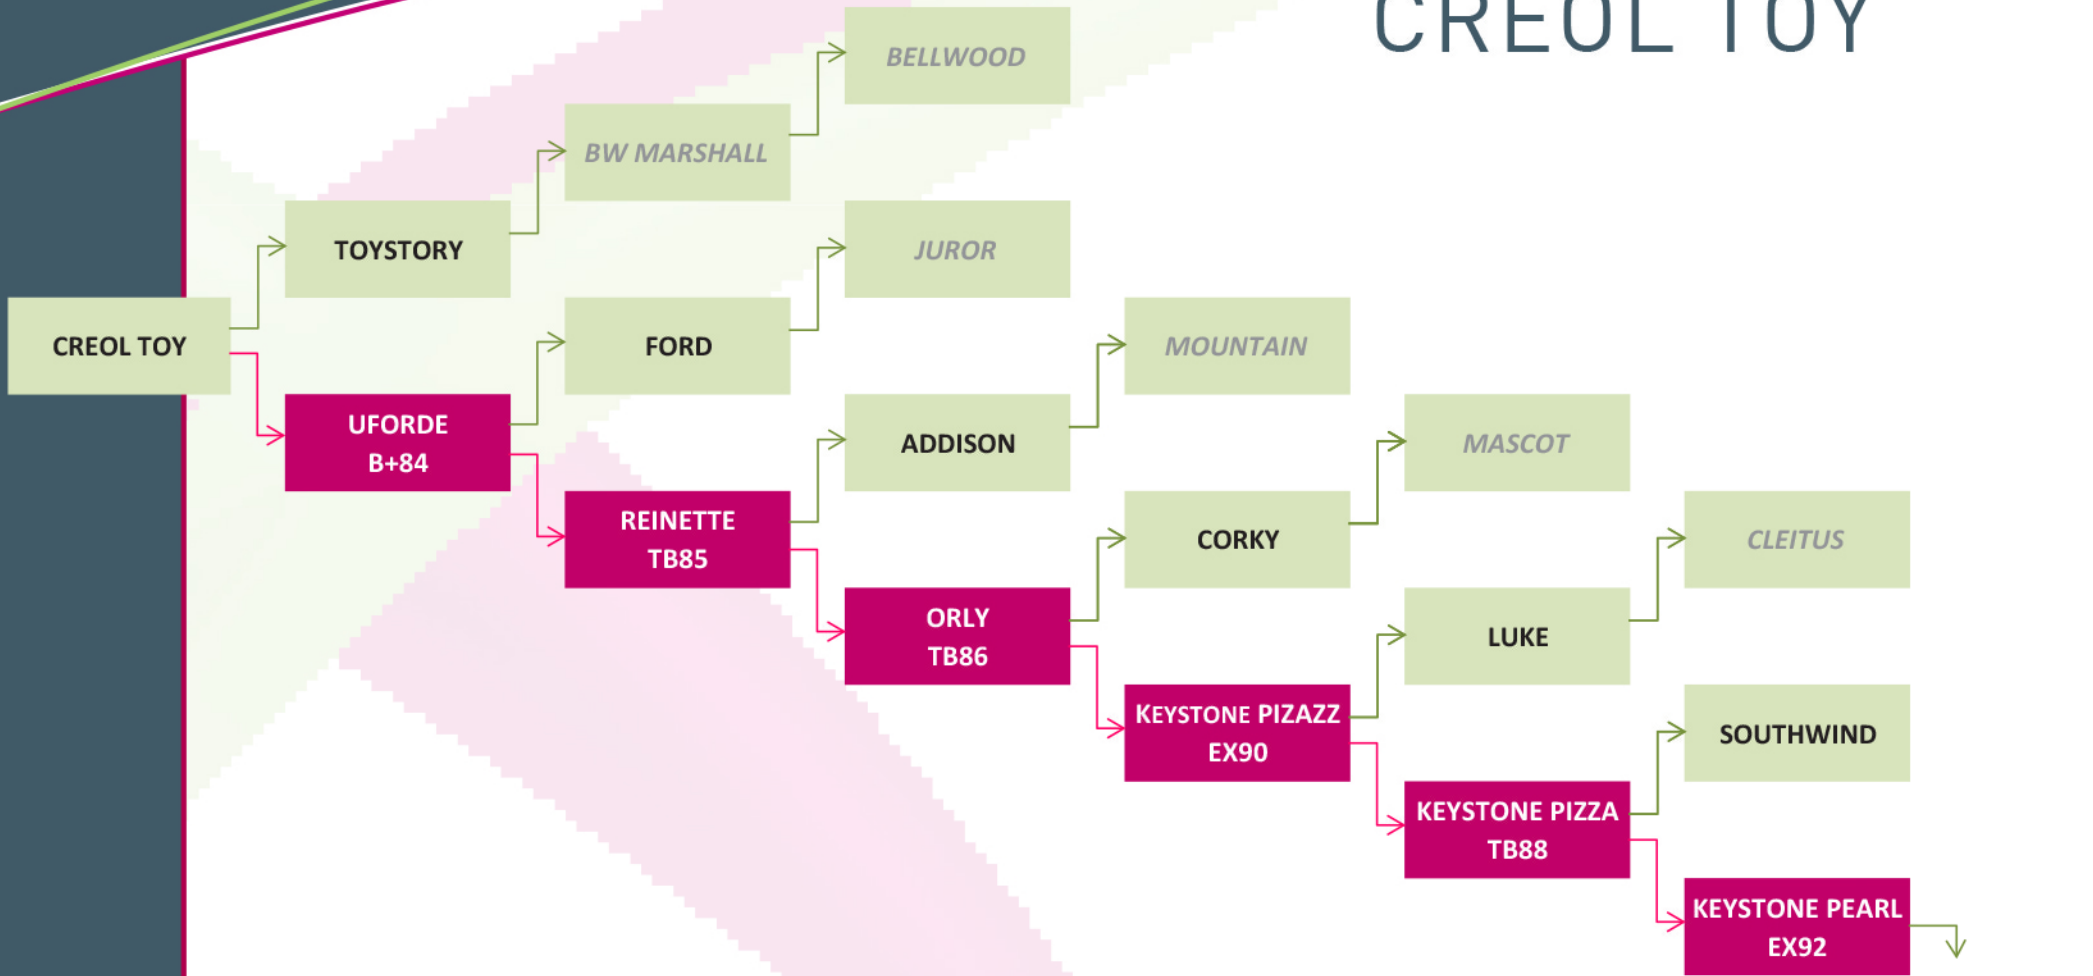 CREOL TOY
BELLWOOD
BW MARSHALL
TOYSTORY
JUROR
CREOL TOY
FORD
MOUNTAIN
UFORDE
B+84
ADDISON
MASCOT
REINETTE
TB85
CORKY
CLEITUS
ORLY
TB86
LUKE
KEYSTONE PIZAZZ
EX90
SOUTHWIND
KEYSTONE PIZZA
TB88
KEYSTONE PEARL
EX92